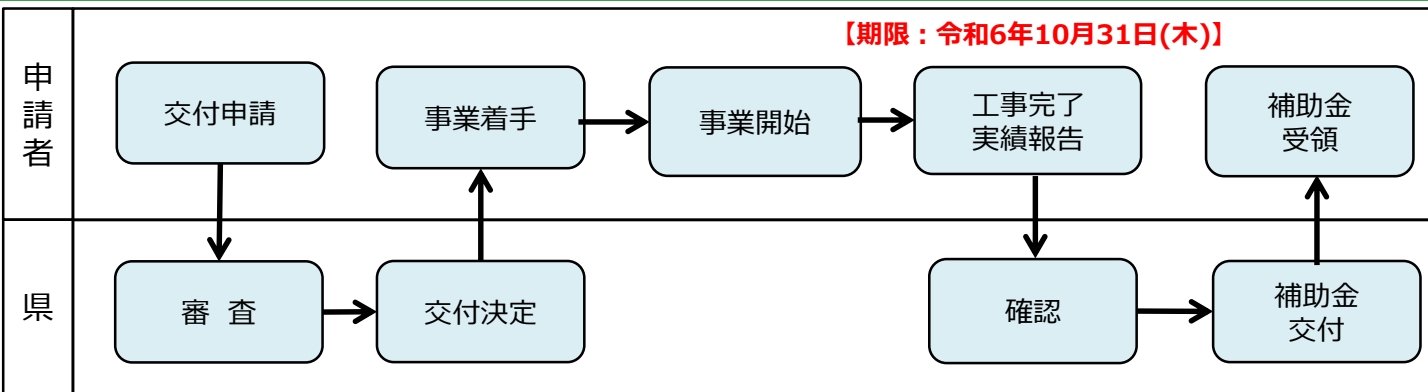 【期限：令和6年10月31日(木)】
申請者
交付申請
事業着手
事業開始
工事完了
実績報告
補助金
受領
県
審 査
交付決定
確認
補助金
交付